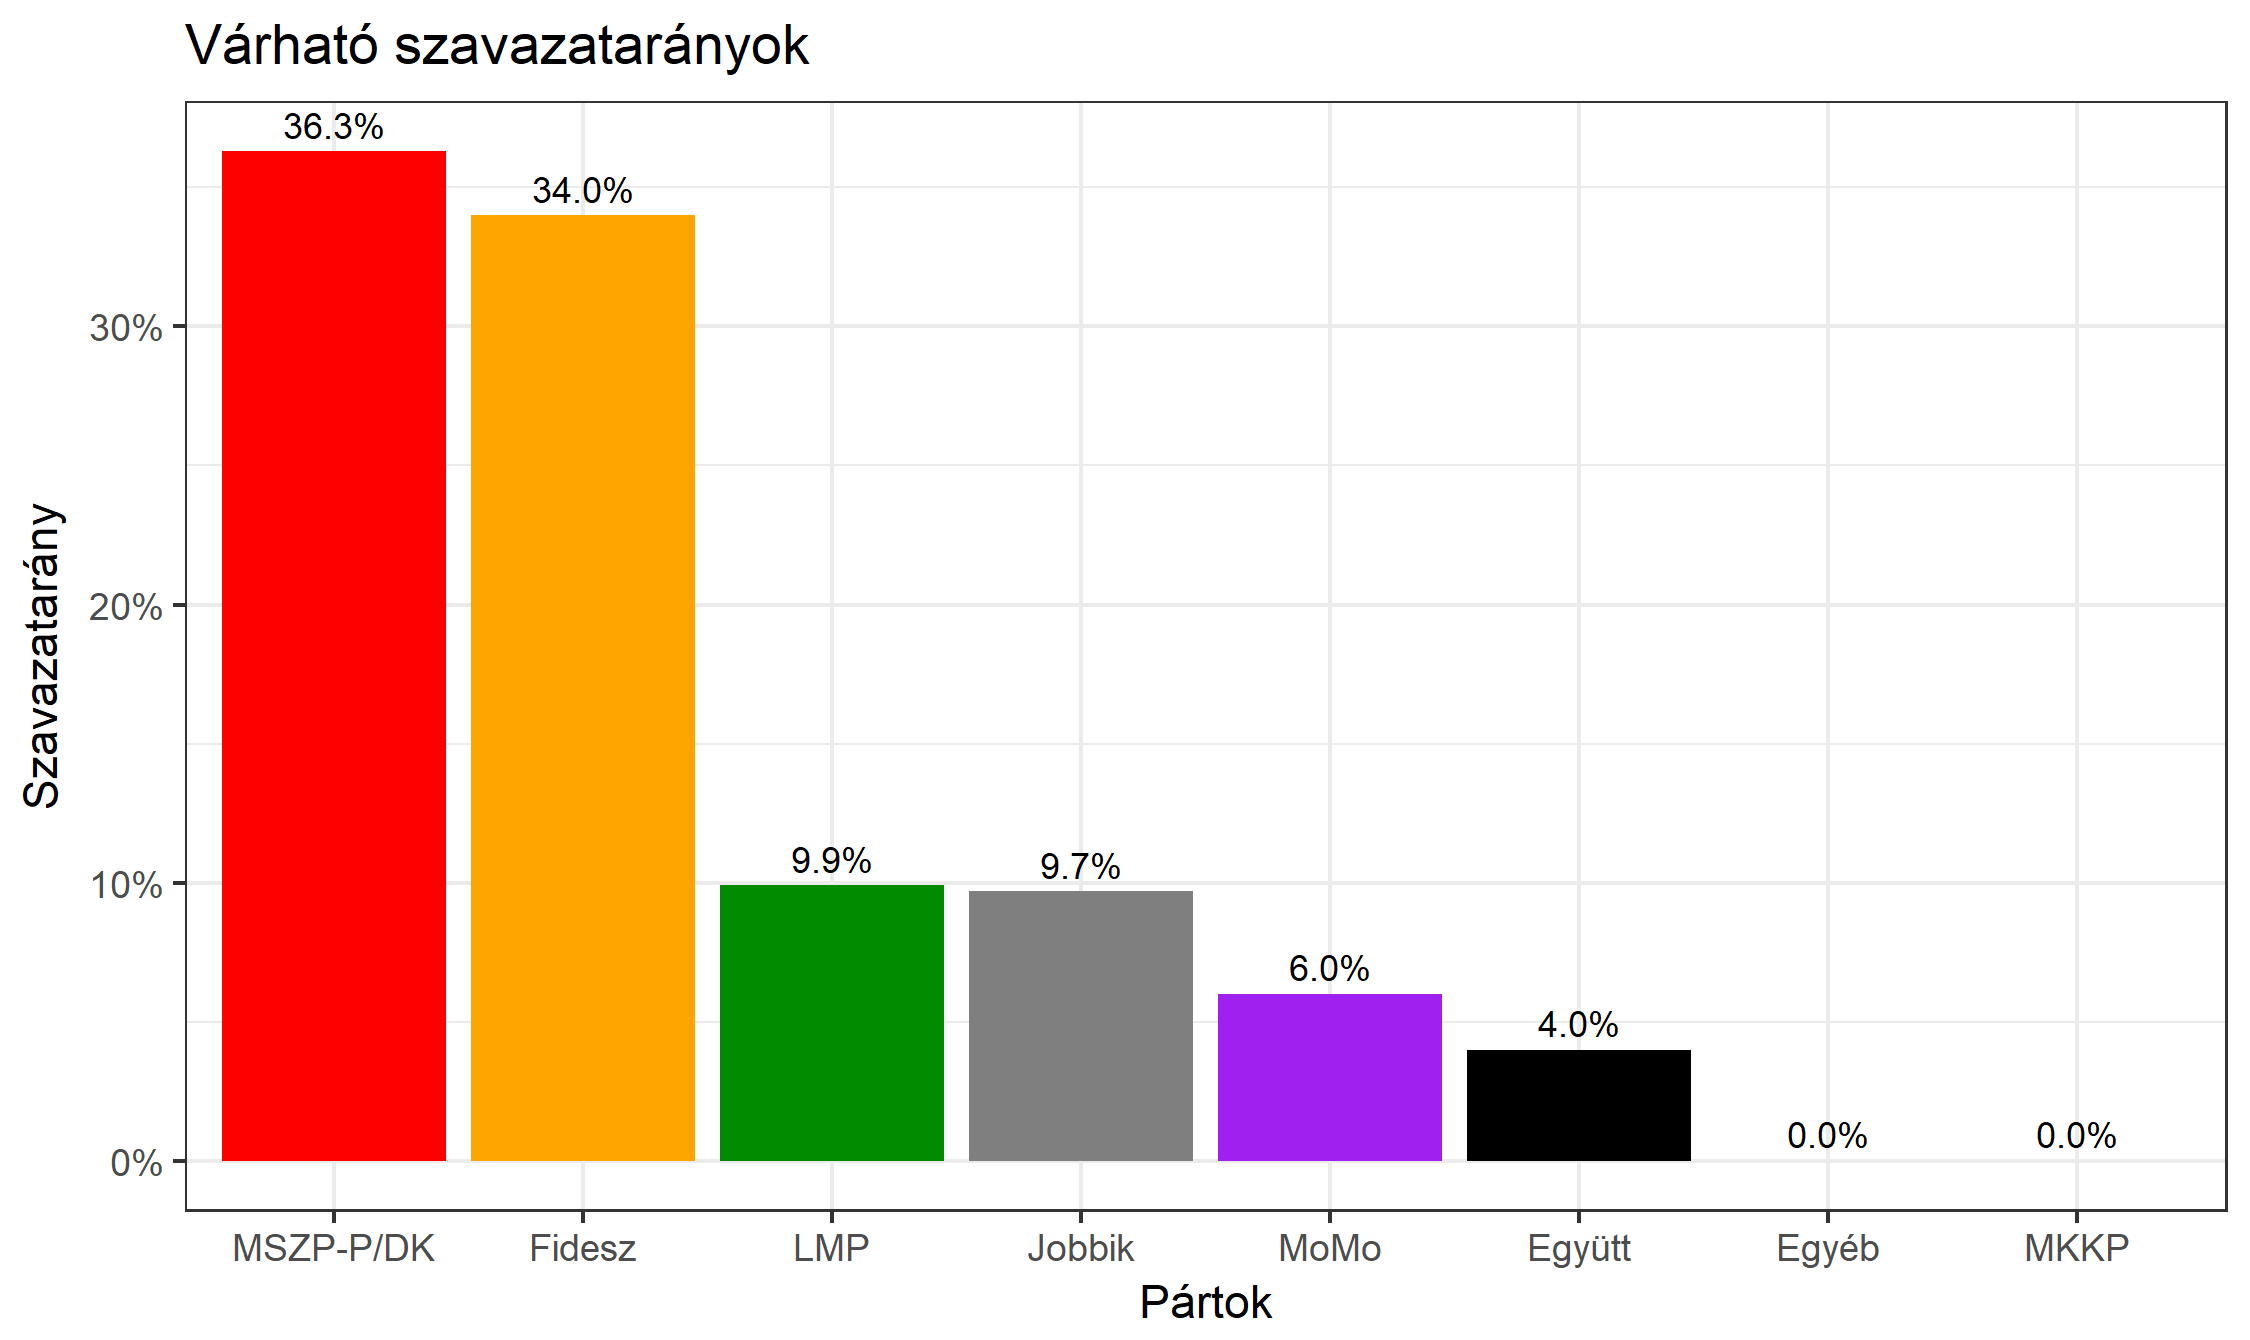 Várható szavazatarányok
36.3%
34.0%
9.9%
9.7%
6.0%
4.0%
0.0%
0.0%
30%
20%
10%
0%
Szavazatarány
MSZP-P/DK
Fidesz
LMP
Jobbik
MoMo
Együtt
Egyéb
MKKP
Pártok